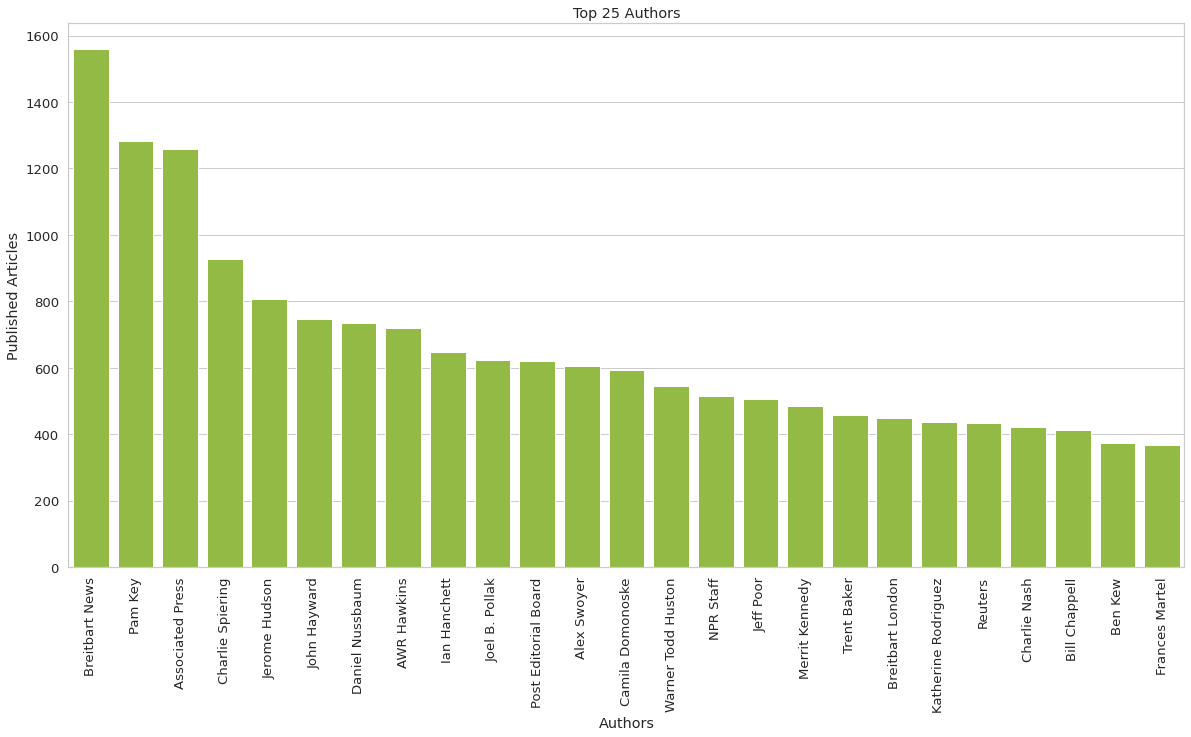 Top 25 Authors
Published Articles
1600
1400
1200
1000
800
600
400
200
0
Breitbart News
Pam Key
Associated Press
Charlie Spiering
Jerome Hudson
John Hayward
Daniel Nussbaum
AWR Hawkins
Ian Hanchett
Joel B. Pollak
Post Editorial Board
Alex Swoyer
Camila Domonoske
Warner Todd Huston
NPR Staff
Jeff Poor
Merrit Kennedy
Trent Baker
Breitbart London
Katherine Rodriguez
Reuters
Charlie Nash
Bill Chappell
Ben Kew
Frances Martel
Authors